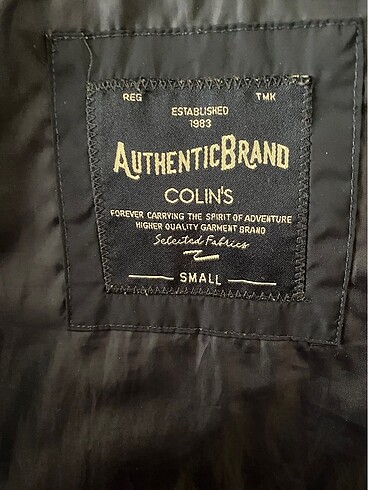 REG TMK
ESTABLISHED
1983
AUTHENTICBRAND
COLIN'S
FOREVER CARRYING THE SPIRIT OF ADVENTURE
HIGHER QUALITY GARMENT BRAND
Selected Fabrics
SMALL